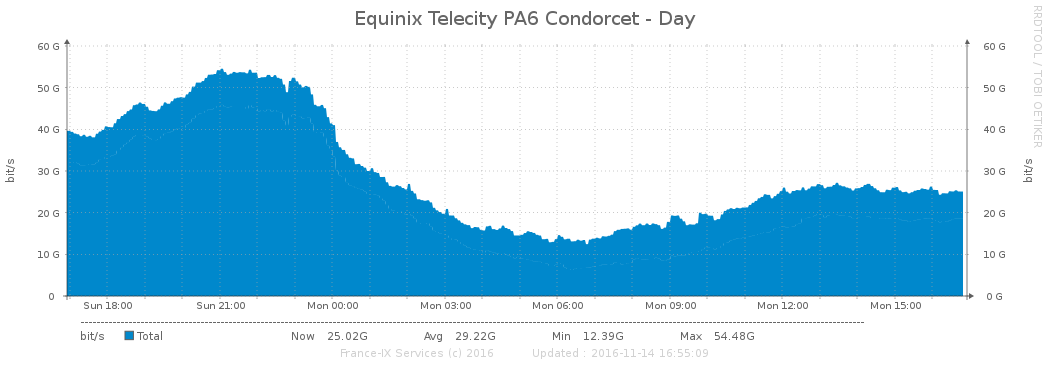 Equinix Telecity PA6 Condorcet - Day
RRDTOOL / TOBI OETIKER
60 G 60 G
50 G 50 G
40 G 40 G
30 G 30 G
20 G 20 G
10 G 10 G
0 0 G
bit/s
bit/s
Sun 18:00 Sun 21:00 Mon 00:00 Mon 03:00 Mon 06:00 Mon 09:00 Mon 12:00 Mon 15:00
bit/s Total Now 25.02G Avg 29.22G Min 12.39G Max 54.48G
France-IX Services (c) 2016 Updated : 2016-11-14 16:55:09